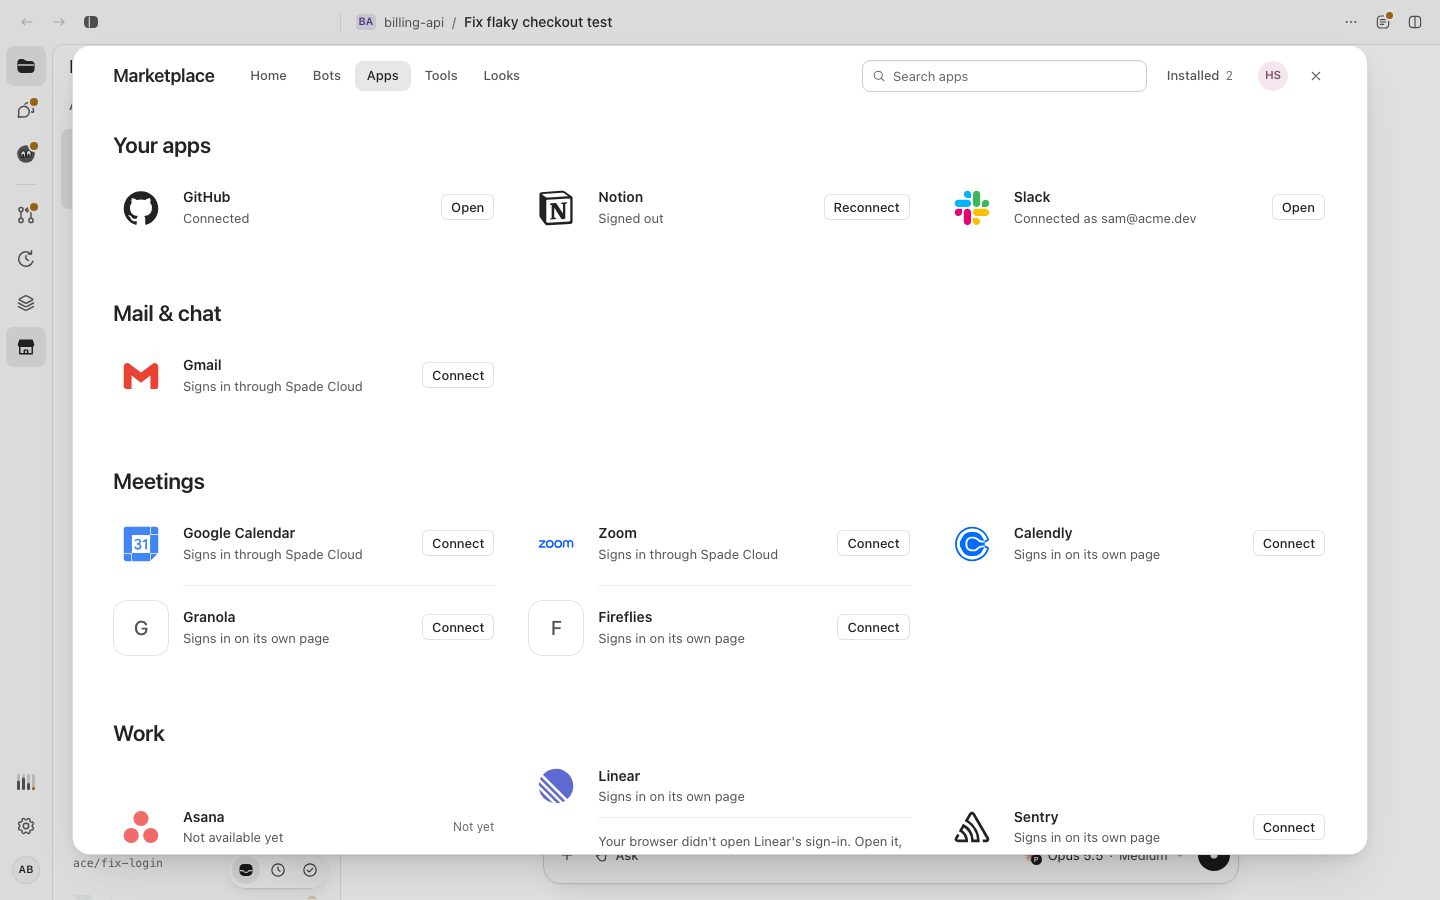 BA billing-api / Fix flaky checkout test
Marketplace Home Bots Apps Tools Looks Search apps Installed 2 HS
Your apps
GitHub
Connected
Open
Notion
Signed out
Reconnect
Slack
Connected as sam@acme.dev
Open
Mail & chat
Gmail
Signs in through Spade Cloud
Connect
Meetings
Google Calendar
Signs in through Spade Cloud
Connect
zoom
Zoom
Signs in through Spade Cloud
Connect
Calendly
Signs in on its own page
Connect
G
Granola
Signs in on its own page
Connect
F
Fireflies
Signs in on its own page
Connect
Work
Asana
Not available yet
Not yet
Linear
Signs in on its own page
Your browser didn't open Linear's sign-in. Open it,
Sentry
Signs in on its own page
Connect
AB
ace/fix-login
Ask
Opus 5.5 · Medium